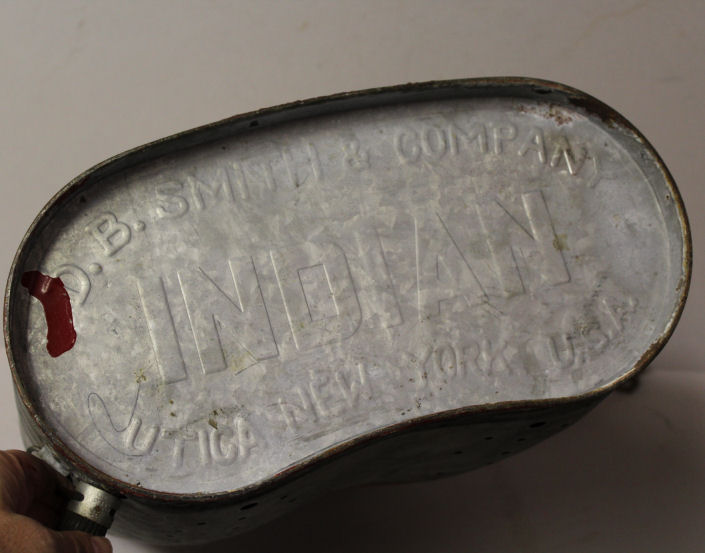 D.B. SMITH & COMPANY
INDIAN
UTICA NEW YORK U.S.A.